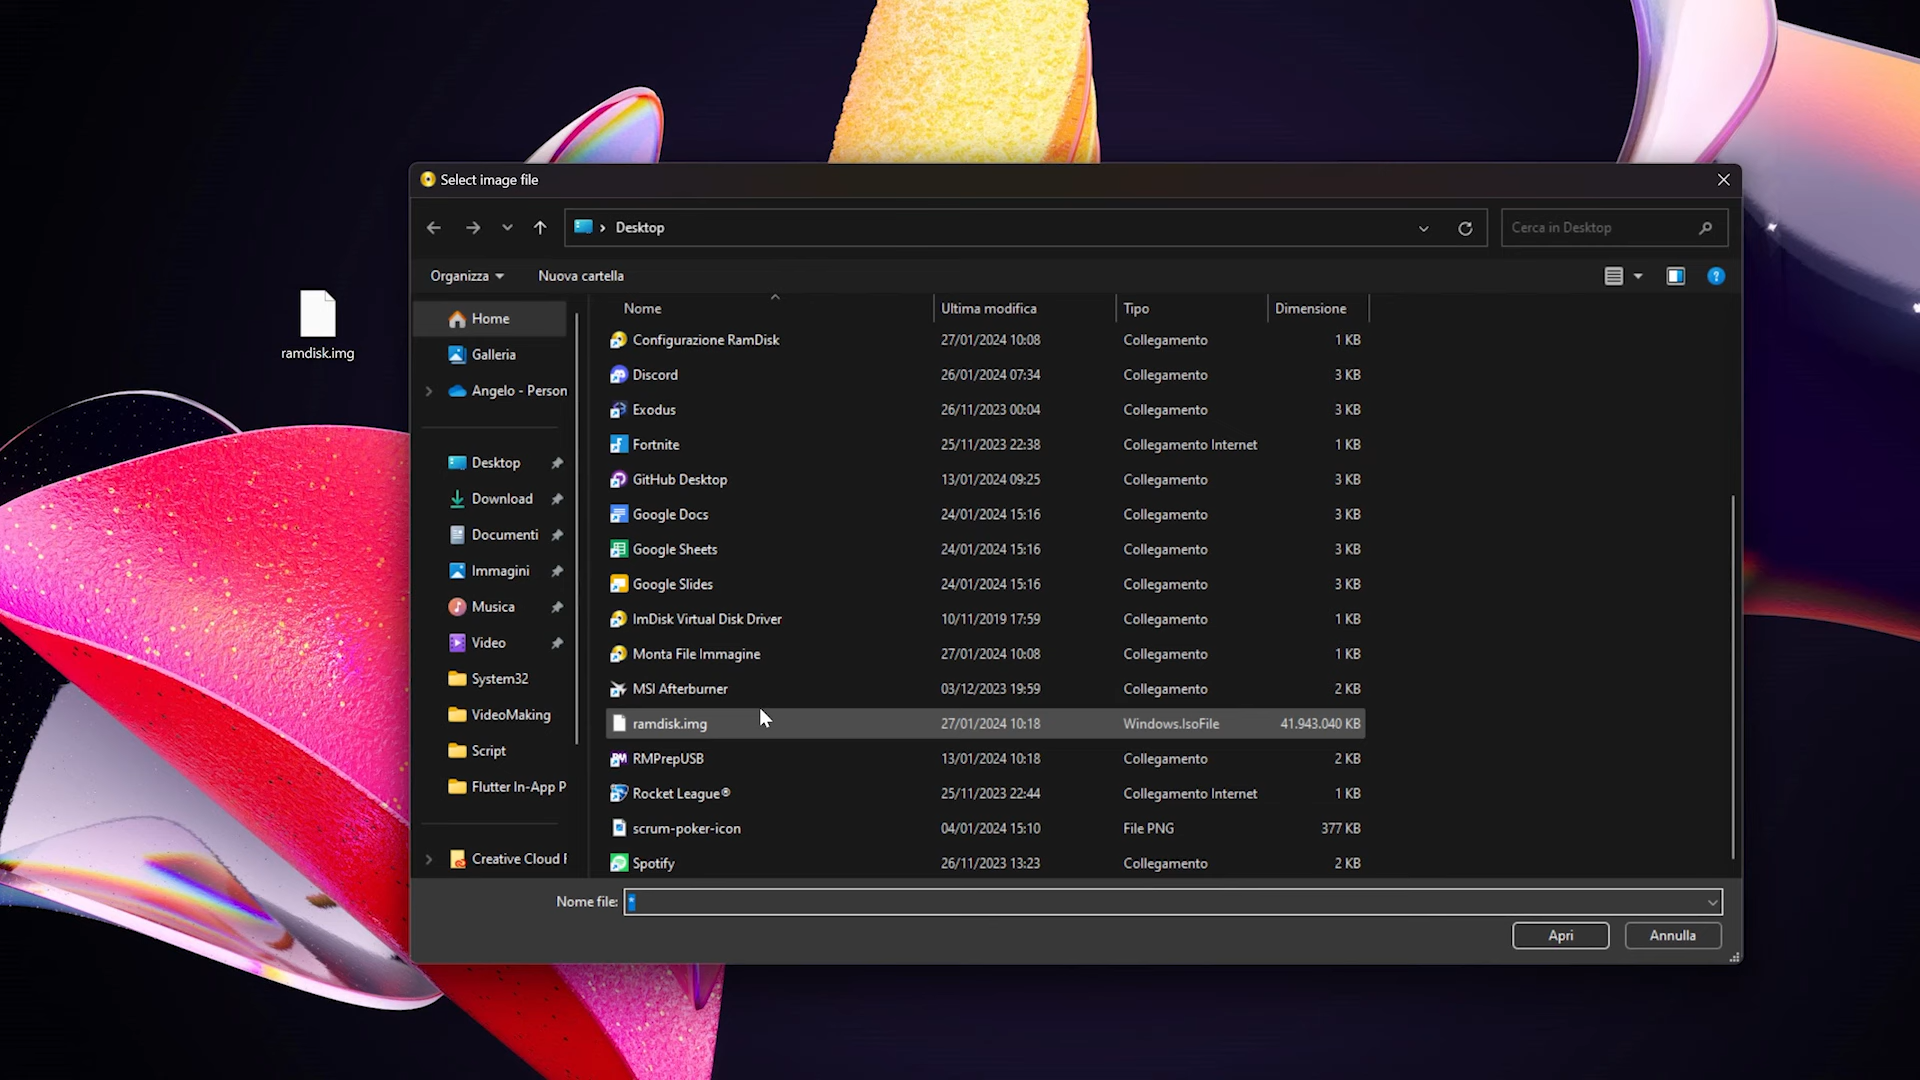 Select image file
Desktop
Cerca in Desktop
Organizza
Nuova cartella
ramdisk.img
Home
Galleria
Angelo - Person
Desktop
Download
Documenti
Immagini
Musica
Video
System32
VideoMaking
Script
Flutter In-App P
Creative Cloud F
Nome Ultima modifica Tipo Dimensione
Configurazione RamDisk 27/01/2024 10:08 Collegamento 1 KB
Discord 26/01/2024 07:34 Collegamento 3 KB
Exodus 26/11/2023 00:04 Collegamento 3 KB
Fortnite 25/11/2023 22:38 Collegamento Internet 1 KB
GitHub Desktop 13/01/2024 09:25 Collegamento 3 KB
Google Docs 24/01/2024 15:16 Collegamento 3 KB
Google Sheets 24/01/2024 15:16 Collegamento 3 KB
Google Slides 24/01/2024 15:16 Collegamento 3 KB
ImDisk Virtual Disk Driver 10/11/2019 17:59 Collegamento 1 KB
Monta File Immagine 27/01/2024 10:08 Collegamento 1 KB
MSI Afterburner 03/12/2023 19:59 Collegamento 2 KB
ramdisk.img 27/01/2024 10:18 Windows.IsoFile 41.943.040 KB
RMPrepUSB 13/01/2024 10:18 Collegamento 2 KB
Rocket League® 25/11/2023 22:44 Collegamento Internet 1 KB
scrum-poker-icon 04/01/2024 15:10 File PNG 377 KB
Spotify 26/11/2023 13:23 Collegamento 2 KB
Nome file: *
Apri
Annulla